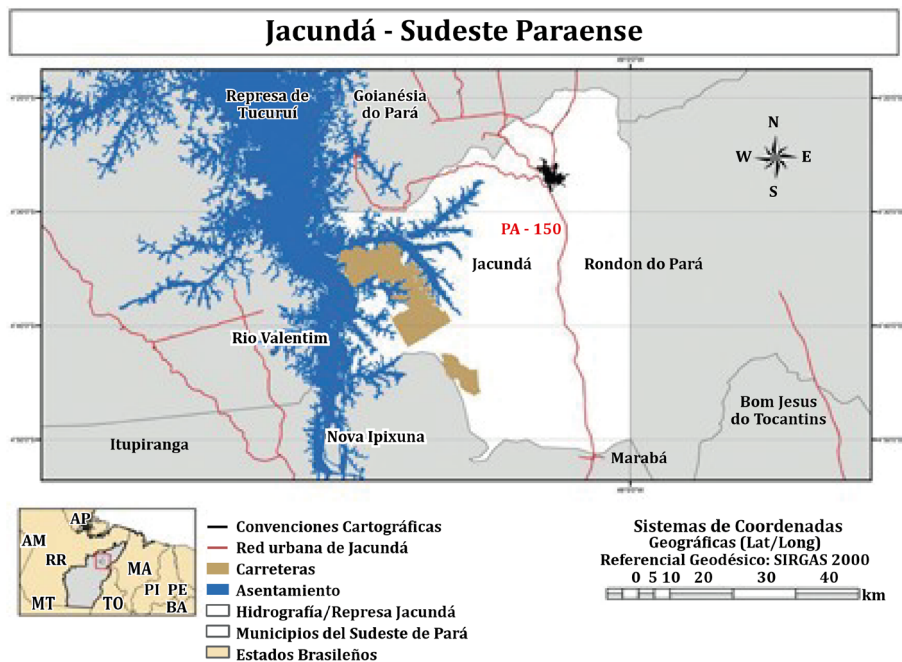 Jacundá - Sudeste Paraense
Represa de
Tucuruí
Goianésia
do Pará
N
W E
S
PA - 150
Jacundá
Rondon do Pará
Rio Valentim
Bom Jesus
do Tocantins
Itupiranga
Nova Ipixuna
Marabá
AP
AM
RR
MA
PI
PE
MT
TO
BA
Convenciones Cartográficas
Red urbana de Jacundá
Carreteras
Asentamiento
Hidrografía/Represa Jacundá
Municipios del Sudeste de Pará
Estados Brasileños
Sistemas de Coordenadas
Geográficas (Lat/Long)
Referencial Geodésico: SIRGAS 2000
0 5 10 20 30 40
km